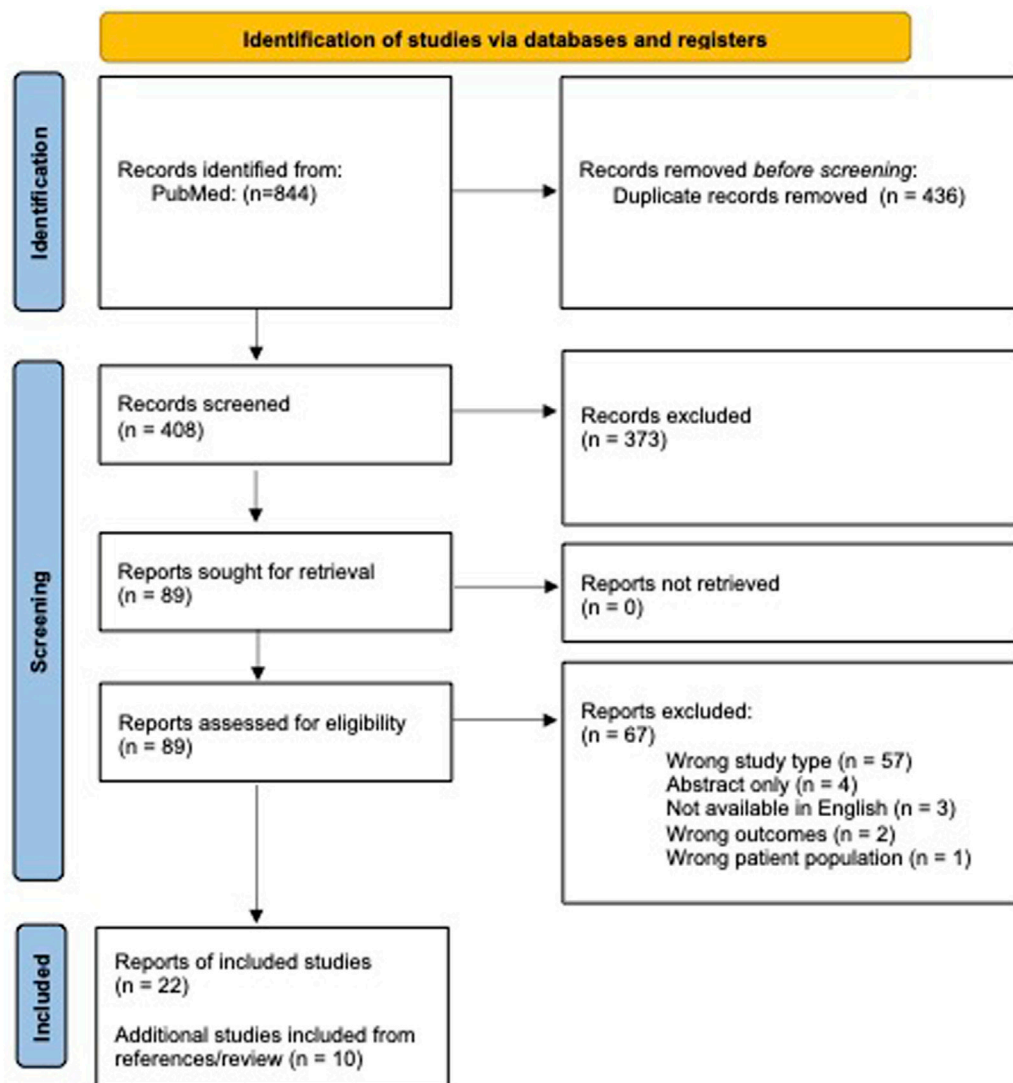 Identification of studies via databases and registers
Identification
Records identified from:
PubMed: (n=844)
Records removed before screening:
Duplicate records removed (n = 436)
Screening
Records screened
(n = 408)
Records excluded
(n = 373)
Reports sought for retrieval
(n = 89)
Reports not retrieved
(n = 0)
Reports assessed for eligibility
(n = 89)
Reports excluded:
(n = 67)
Wrong study type (n = 57)
Abstract only (n = 4)
Not available in English (n = 3)
Wrong outcomes (n = 2)
Wrong patient population (n = 1)
Included
Reports of included studies
(n = 22)
Additional studies included from
references/review (n = 10)